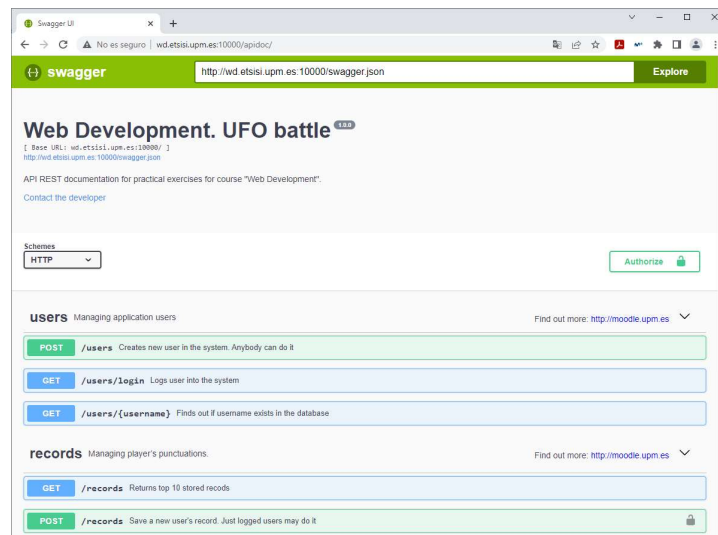 Swagger UI
No es seguro | wd.etsisi.upm.es:10000/apidoc/
swagger
http://wd.etsisi.upm.es:10000/swagger.json
Explore
Web Development. UFO battle 1.0.0
[ Base URL: wd.etsisi.upm.es:10000/ ]
http://wd.etsisi.upm.es:10000/swagger.json
API REST documentation for practical exercises for course "Web Development".
Contact the developer
Schemes
HTTP
Authorize
users Managing application users
Find out more: http://moodle.upm.es
POST /users Creates new user in the system. Anybody can do it
GET /users/login Logs user into the system
GET /users/{username} Finds out if username exists in the database
records Managing player's punctuations.
Find out more: http://moodle.upm.es
GET /records Returns top 10 stored recods
POST /records Save a new user's record. Just logged users may do it